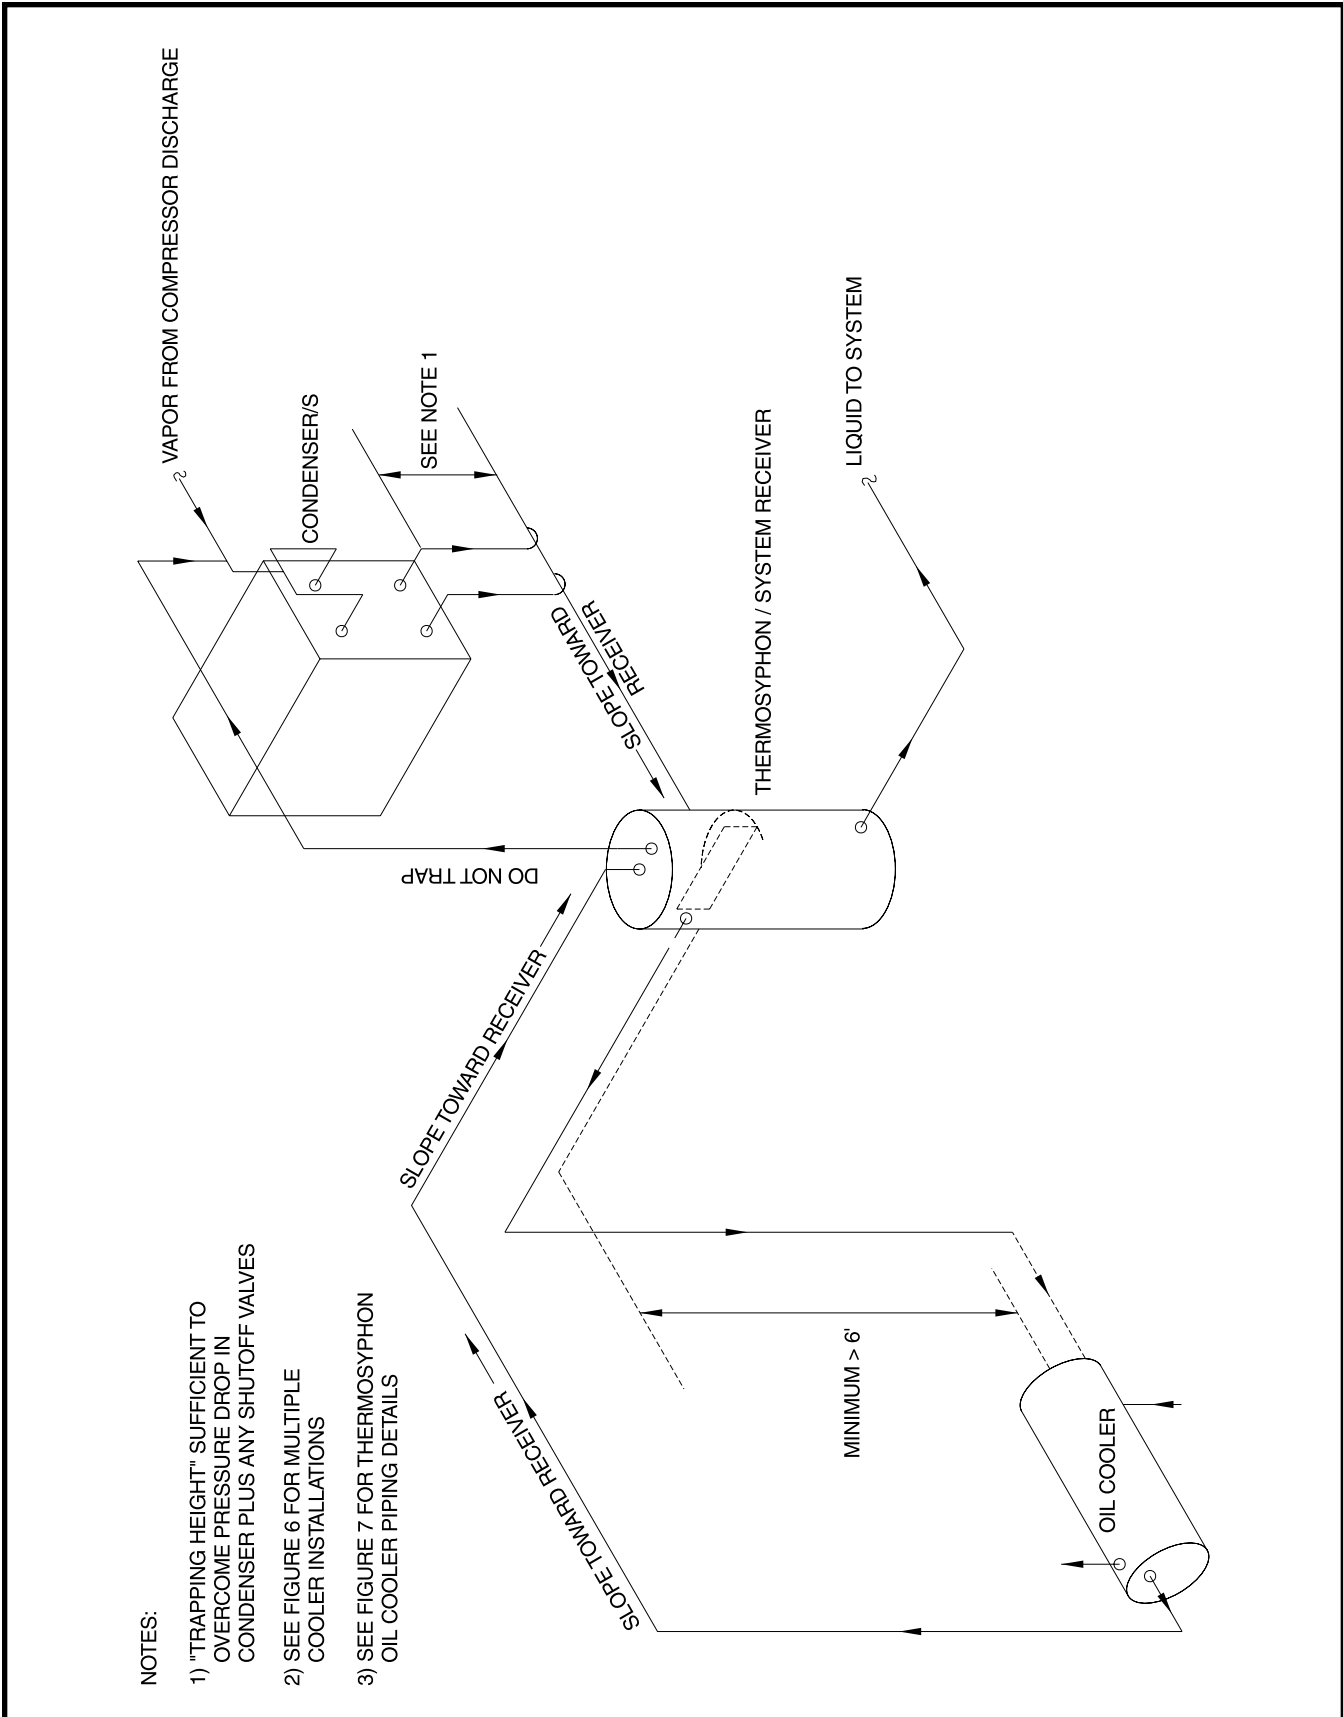 NOTES:
1) "TRAPPING HEIGHT" SUFFICIENT TO
OVERCOME PRESSURE DROP IN
CONDENSER PLUS ANY SHUTOFF VALVES
2) SEE FIGURE 6 FOR MULTIPLE
COOLER INSTALLATIONS
3) SEE FIGURE 7 FOR THERMOSYPHON
OIL COOLER PIPING DETAILS
VAPOR FROM COMPRESSOR DISCHARGE
CONDENSER/S
SEE NOTE 1
SLOPE TOWARD
RECEIVER
DO NOT TRAP
SLOPE TOWARD RECEIVER
SLOPE TOWARD RECEIVER
THERMOSYPHON / SYSTEM RECEIVER
LIQUID TO SYSTEM
MINIMUM > 6'
OIL COOLER